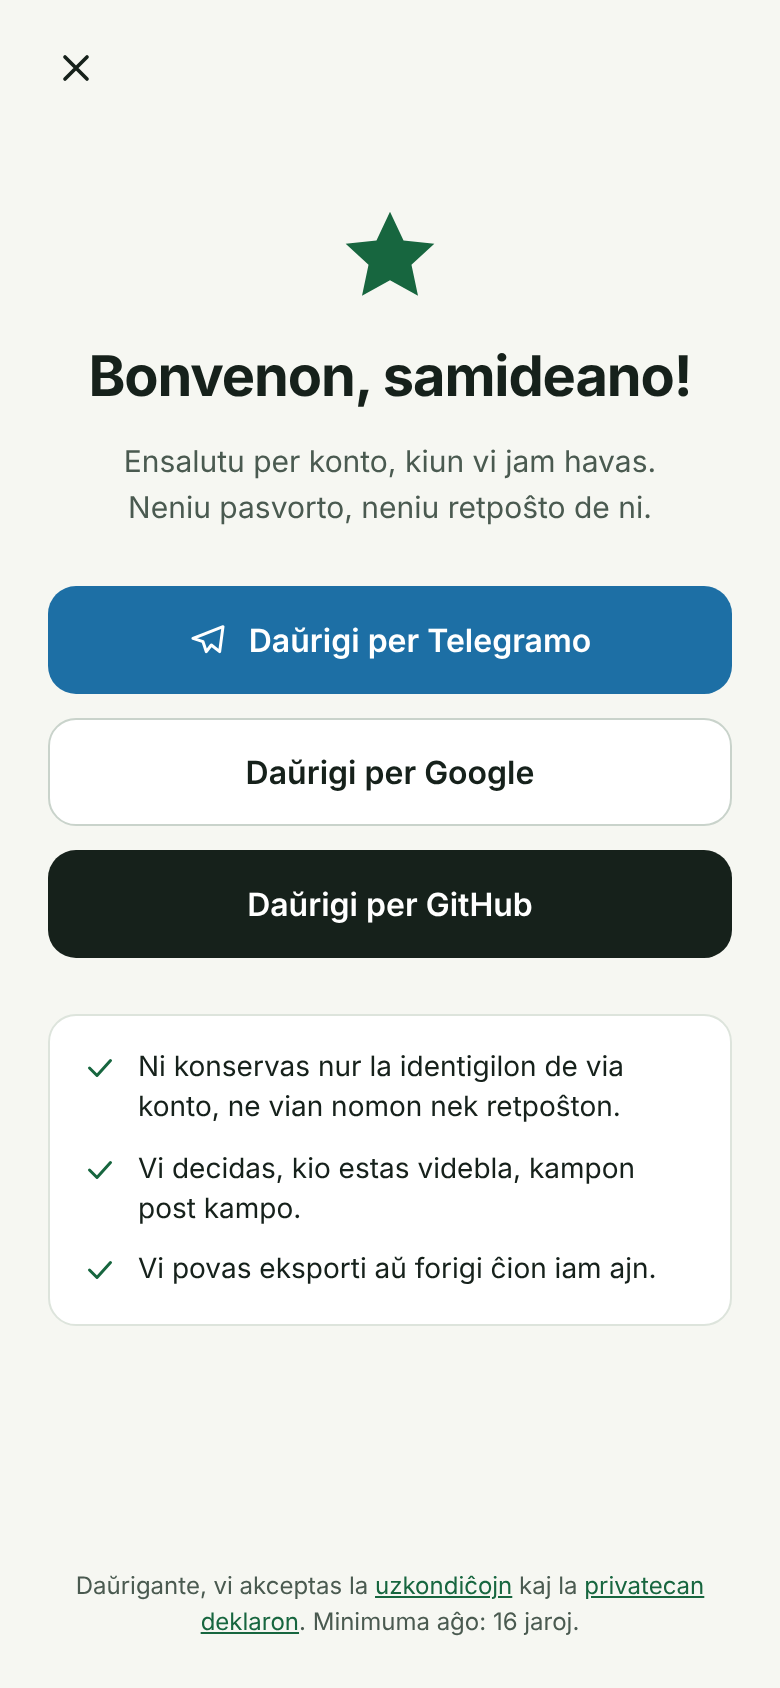 Bonvenon, samideano!
Ensalutu per konto, kiun vi jam havas.
Neniu pasvorto, neniu retpoŝto de ni.
Daŭrigi per Telegramo
Daŭrigi per Google
Daŭrigi per GitHub
Ni konservas nur la identigilon de via
konto, ne vian nomon nek retpoŝton.
Vi decidas, kio estas videbla, kampon
post kampo.
Vi povas eksporti aŭ forigi ĉion iam ajn.
Daŭrigante, vi akceptas la uzkondiĉojn kaj la privatecan
deklaron. Minimuma aĝo: 16 jaroj.